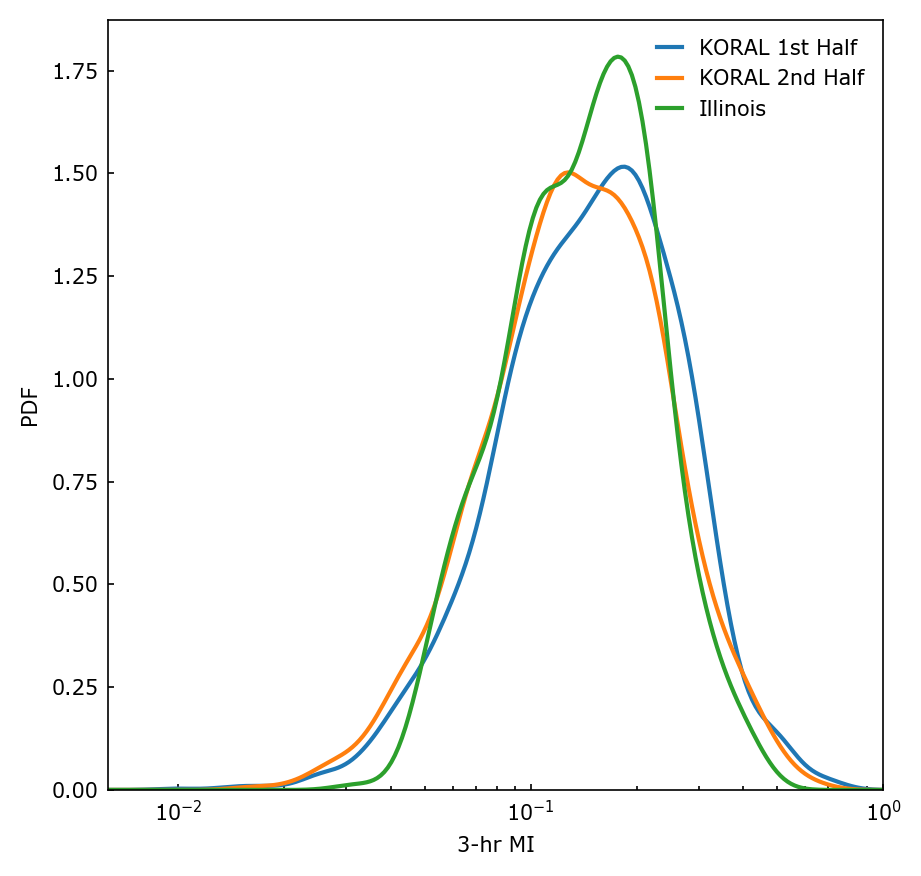 KORAL 1st Half
KORAL 2nd Half
Illinois
1.75
1.50
1.25
1.00
0.75
0.50
0.25
0.00
PDF
10⁻²
10⁻¹
10⁰
3-hr MI